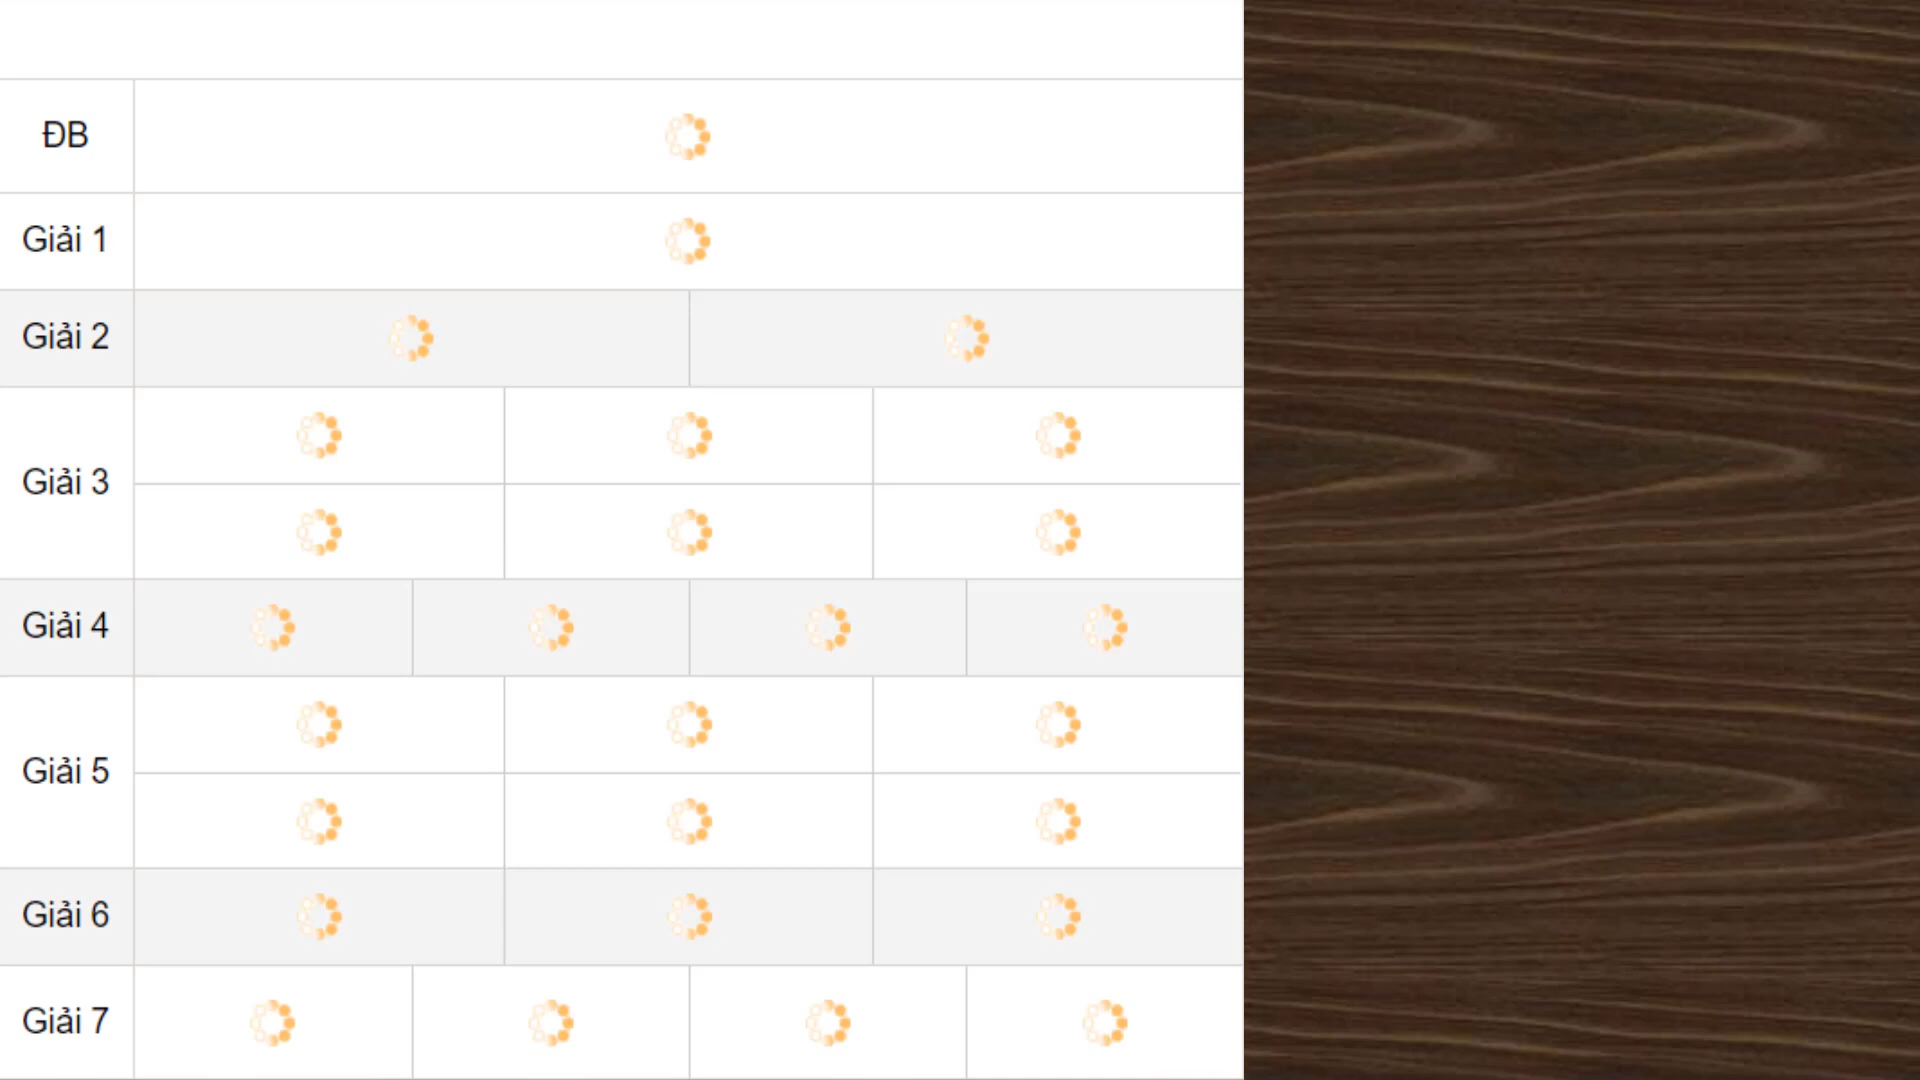 ĐB
Giải 1
Giải 2
Giải 3
Giải 4
Giải 5
Giải 6
Giải 7